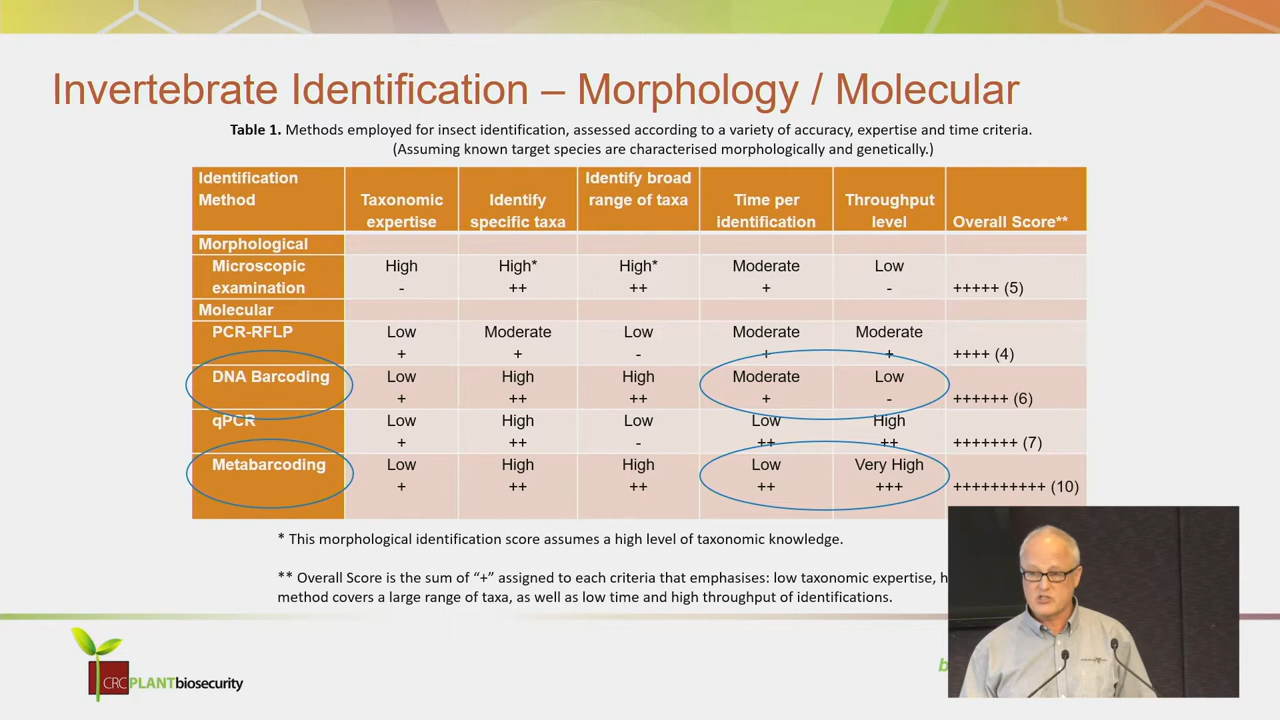 Invertebrate Identification – Morphology / Molecular
Table 1. Methods employed for insect identification, assessed according to a variety of accuracy, expertise and time criteria.
(Assuming known target species are characterised morphologically and genetically.)
Identification Method Taxonomic expertise Identify specific taxa Identify broad range of taxa Time per identification Throughput level Overall Score**
Morphological
Microscopic examination High - High* ++ High* ++ Moderate + Low - +++++ (5)
Molecular
PCR-RFLP Low + Moderate + Low - Moderate + Moderate + ++++ (4)
DNA Barcoding Low + High ++ High ++ Moderate + Low - ++++++ (6)
qPCR Low + High ++ Low - Low ++ High ++ +++++++ (7)
Metabarcoding Low + High ++ High ++ Low ++ Very High +++ ++++++++++ (10)
* This morphological identification score assumes a high level of taxonomic knowledge.
** Overall Score is the sum of “+” assigned to each criteria that emphasises: low taxonomic expertise,
method covers a large range of taxa, as well as low time and high throughput of identifications.
CRCPLANTbiosecurity